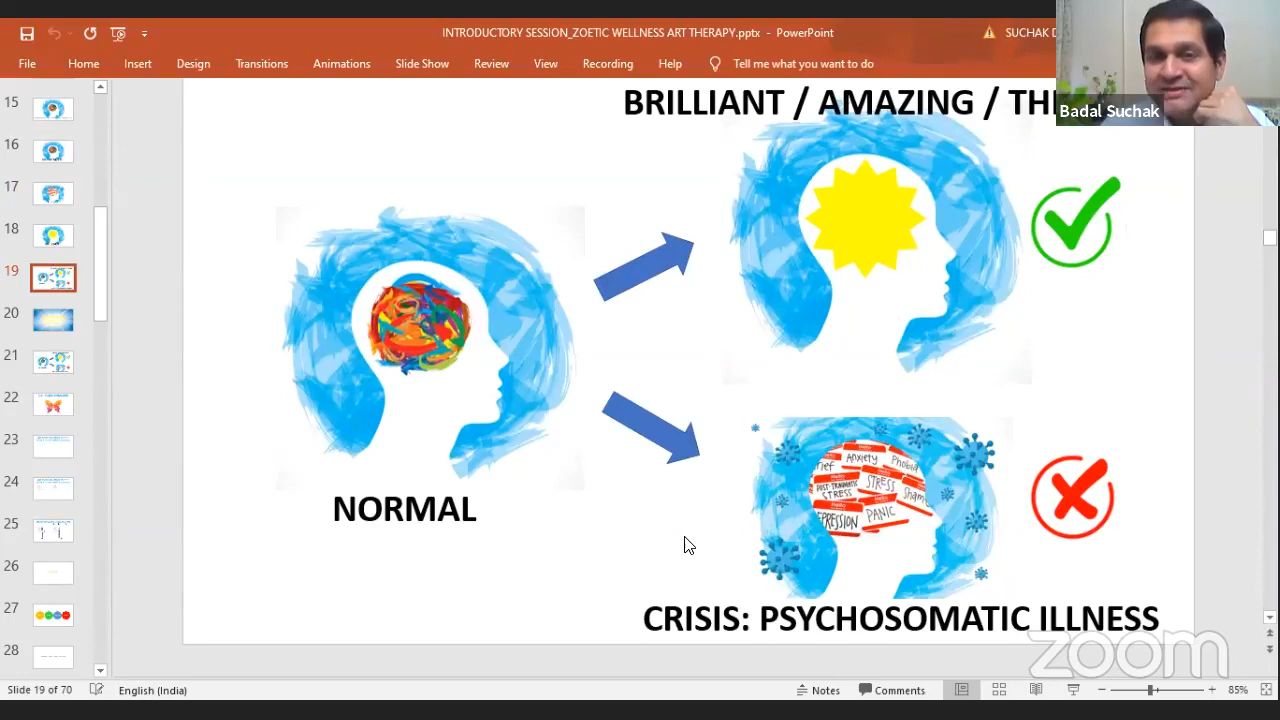 INTRODUCTORY SESSION_ZOETIC WELLNESS ART THERAPY.pptx - PowerPoint
SUCHAK D
File Home Insert Design Transitions Animations Slide Show Review View Recording Help Tell me what you want to do
Badal Suchak
15
16
17
18
19
20
21
22
23
24
25
26
27
28
BRILLIANT / AMAZING /
NORMAL
Anxiety
Phobia
POST-TRAUMATIC
STRESS
STRESS
Shame
PANIC
CRISIS: PSYCHOSOMATIC ILLNESS
zoom
Slide 19 of 70 English (India) Notes Comments 85%